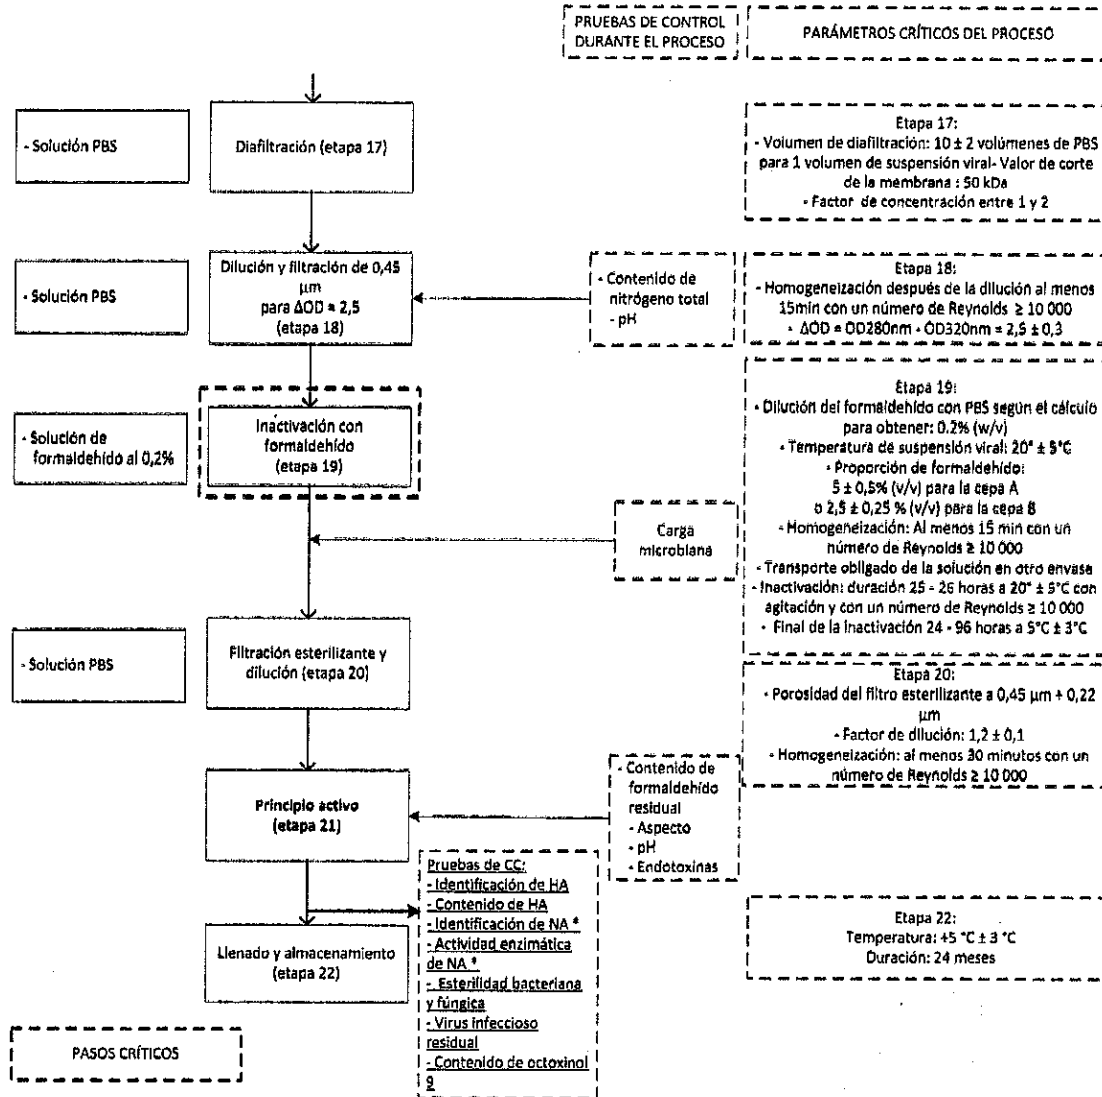 PRUEBAS DE CONTROL
DURANTE EL PROCESO
PARÁMETROS CRÍTICOS DEL PROCESO
- Solución PBS
Diafiltración (etapa 17)
Etapa 17:
- Volumen de diafiltración: 10 ± 2 volúmenes de PBS
para 1 volumen de suspensión viral- Valor de corte
de la membrana : 50 kDa
- Factor de concentración entre 1 y 2
- Solución PBS
Dilución y filtración de 0,45
µm
para ΔOD = 2,5
(etapa 18)
- Contenido de
nitrógeno total
- pH
Etapa 18:
- Homogeneización después de la dilución al menos
15min con un número de Reynolds ≥ 10 000
- ΔOD = OD280nm - OD320nm = 2,5 ± 0,3
- Solución de
formaldehído al 0,2%
Inactivación con
formaldehído
(etapa 19)
Etapa 19:
- Dilución del formaldehído con PBS según el cálculo
para obtener: 0.2% (w/v)
- Temperatura de suspensión viral: 20° ± 5°C
- Proporción de formaldehído:
5 ± 0,5% (v/v) para la cepa A
o 2,5 ± 0,25 % (v/v) para la cepa B
- Homogeneización: Al menos 15 min con un
número de Reynolds ≥ 10 000
- Transporte obligado de la solución en otro envase
- Inactivación: duración 25 - 26 horas a 20° ± 5°C con
agitación y con un número de Reynolds ≥ 10 000
- Final de la inactivación 24 - 96 horas a 5°C ± 3°C
Carga
microbiana
- Solución PBS
Filtración esterilizante y
dilución (etapa 20)
Etapa 20:
- Porosidad del filtro esterilizante a 0,45 µm + 0,22
µm
- Factor de dilución: 1,2 ± 0,1
- Homogeneización: al menos 30 minutos con un
número de Reynolds ≥ 10 000
Principio activo
(etapa 21)
- Contenido de
formaldehído
residual
- Aspecto
- pH
- Endotoxinas
Pruebas de CC:
- Identificación de HA
- Contenido de HA
- Identificación de NA *
- Actividad enzimática
de NA *
- Esterilidad bacteriana
y fúngica
- Virus infeccioso
residual
- Contenido de octoxinol
9
Llenado y almacenamiento
(etapa 22)
Etapa 22:
Temperatura: +5 °C ± 3 °C
Duración: 24 meses
PASOS CRÍTICOS